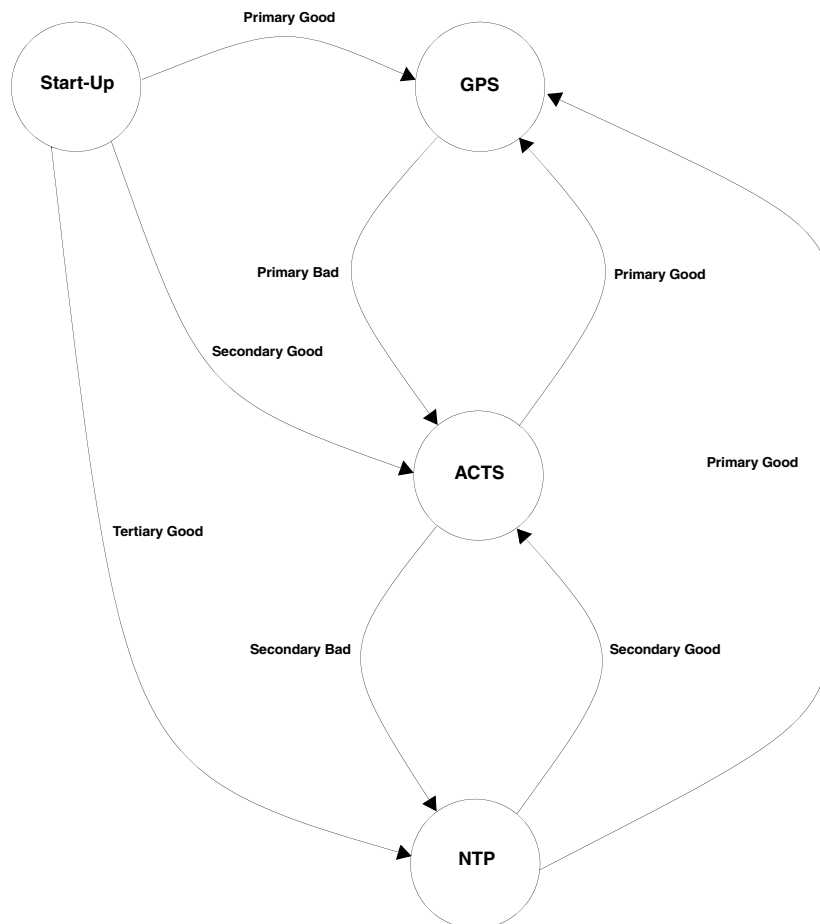 Primary Good
Start-Up
GPS
Primary Bad
Primary Good
Secondary Good
Primary Good
ACTS
Tertiary Good
Secondary Bad
Secondary Good
NTP